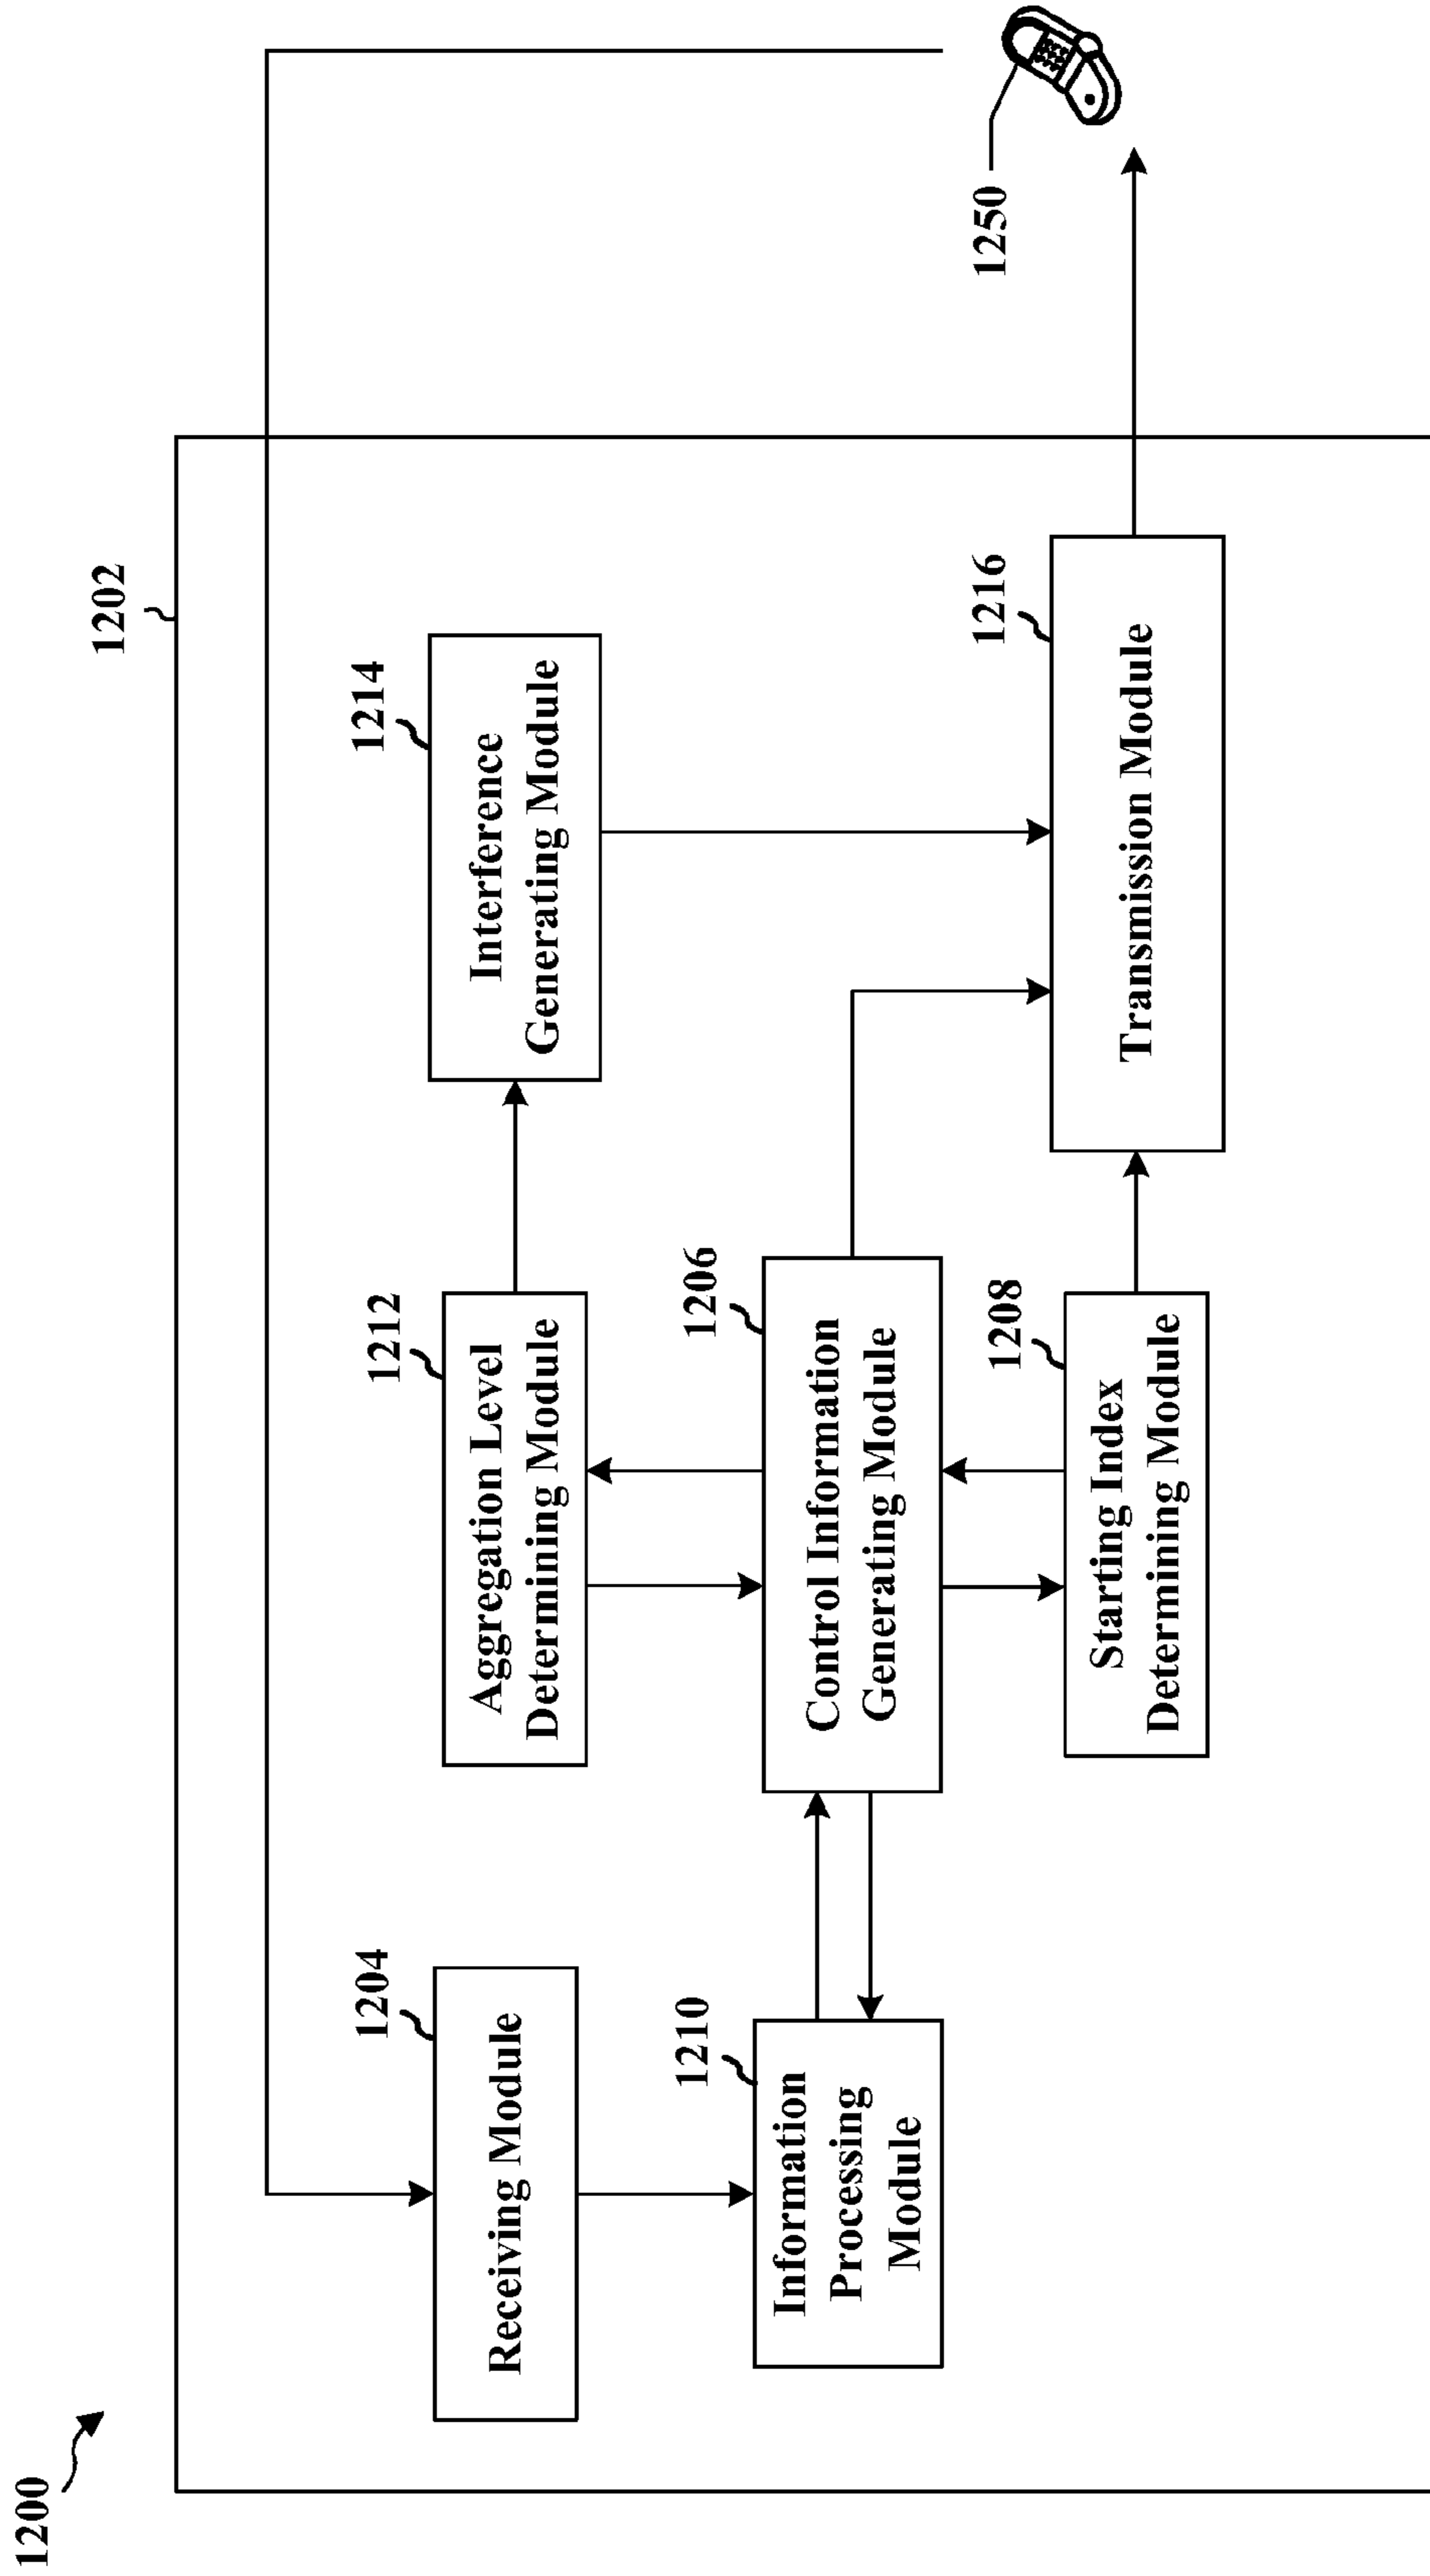 1200
1202
1204
Receiving Module
1212
Aggregation Level
Determining Module
1214
Interference
Generating Module
1210
Information
Processing
Module
1206
Control Information
Generating Module
1208
Starting Index
Determining Module
1216
Transmission Module
1250